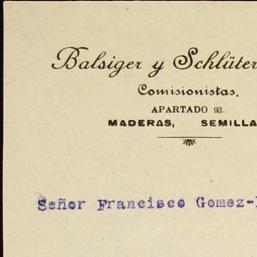 Balsiger y Schlüter
Comisionistas,
APARTADO 93.
MADERAS, SEMILLA
Señor Francisco Gomez-